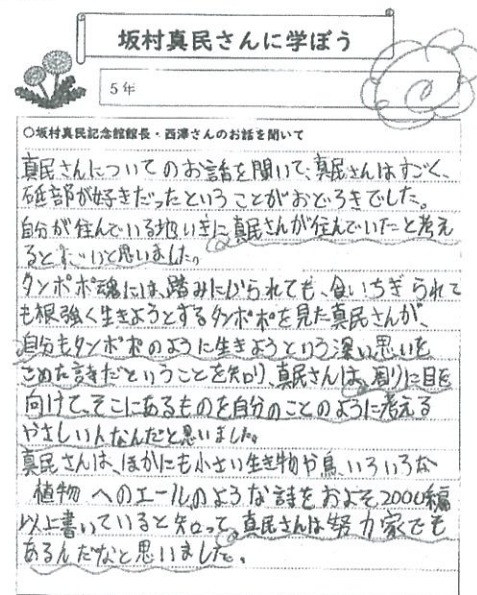 坂村真民さんに学ぼう
5年
○坂村真民記念館館長・西澤さんのお話を聞いて
真民さんについてのお話を聞いて、真民さんはすごく、
砥部が好きだったということがおどろきでした。
自分が住んでいる地いきに真民さんが住んでいたと考え
るとすごいと思いました。
タンポポ魂には、踏みにじられても、食いちぎられて
も根強く生きようとするタンポポを見た真民さんが、
自分もタンポポのように生きようという深い思いを
こめた詩だということを知り、真民さんは、周りに目を
向けて、そこにあるものを自分のことのように考える
やさしい人なんだと思いました。
真民さんは、ほかにも小さい生き物や鳥、いろいろな
植物へのエールのような詩をおよそ2000編
以上書いていると知って、真民さんは努力家でも
あるんだなと思いました。